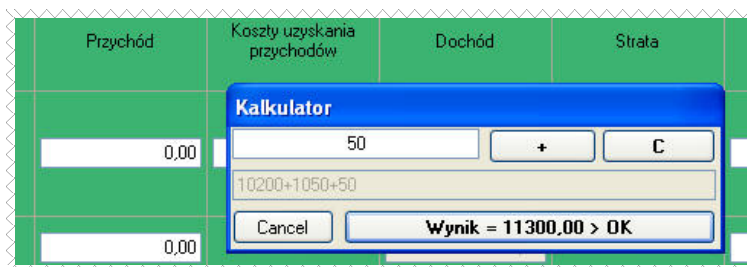 Przychód
Koszty uzyskania
przychodów
Dochód
Strata
Kalkulator
0,00
50
+
C
10200+1050+50
Cancel
Wynik = 11300,00 > OK
0,00